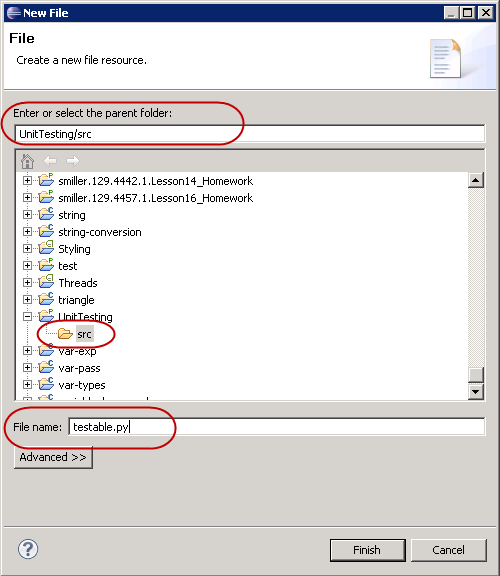 New File
File
Create a new file resource.
Enter or select the parent folder:
UnitTesting/src
smiller.129.4442.1.Lesson14_Homework
smiller.129.4457.1.Lesson16_Homework
string
string-conversion
Styling
test
Threads
triangle
UnitTesting
src
var-exp
var-pass
var-types
File name: testable.py
Advanced >>
Finish Cancel